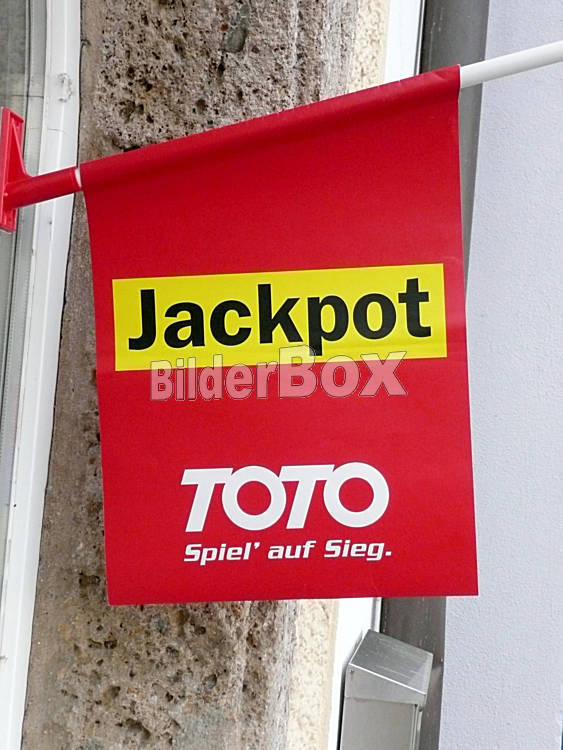 Jackpot
BilderBox
TOTO
Spiel' auf Sieg.